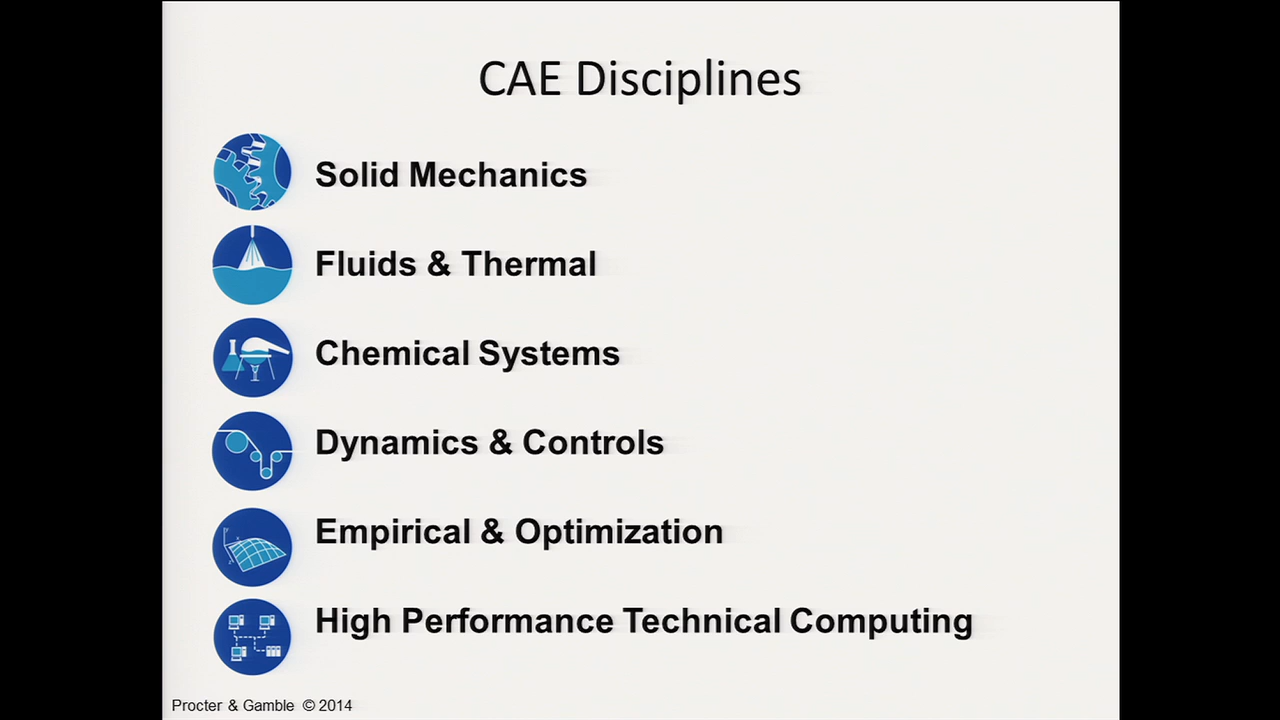 CAE Disciplines
Solid Mechanics
Fluids & Thermal
Chemical Systems
Dynamics & Controls
Empirical & Optimization
High Performance Technical Computing
Procter & Gamble © 2014